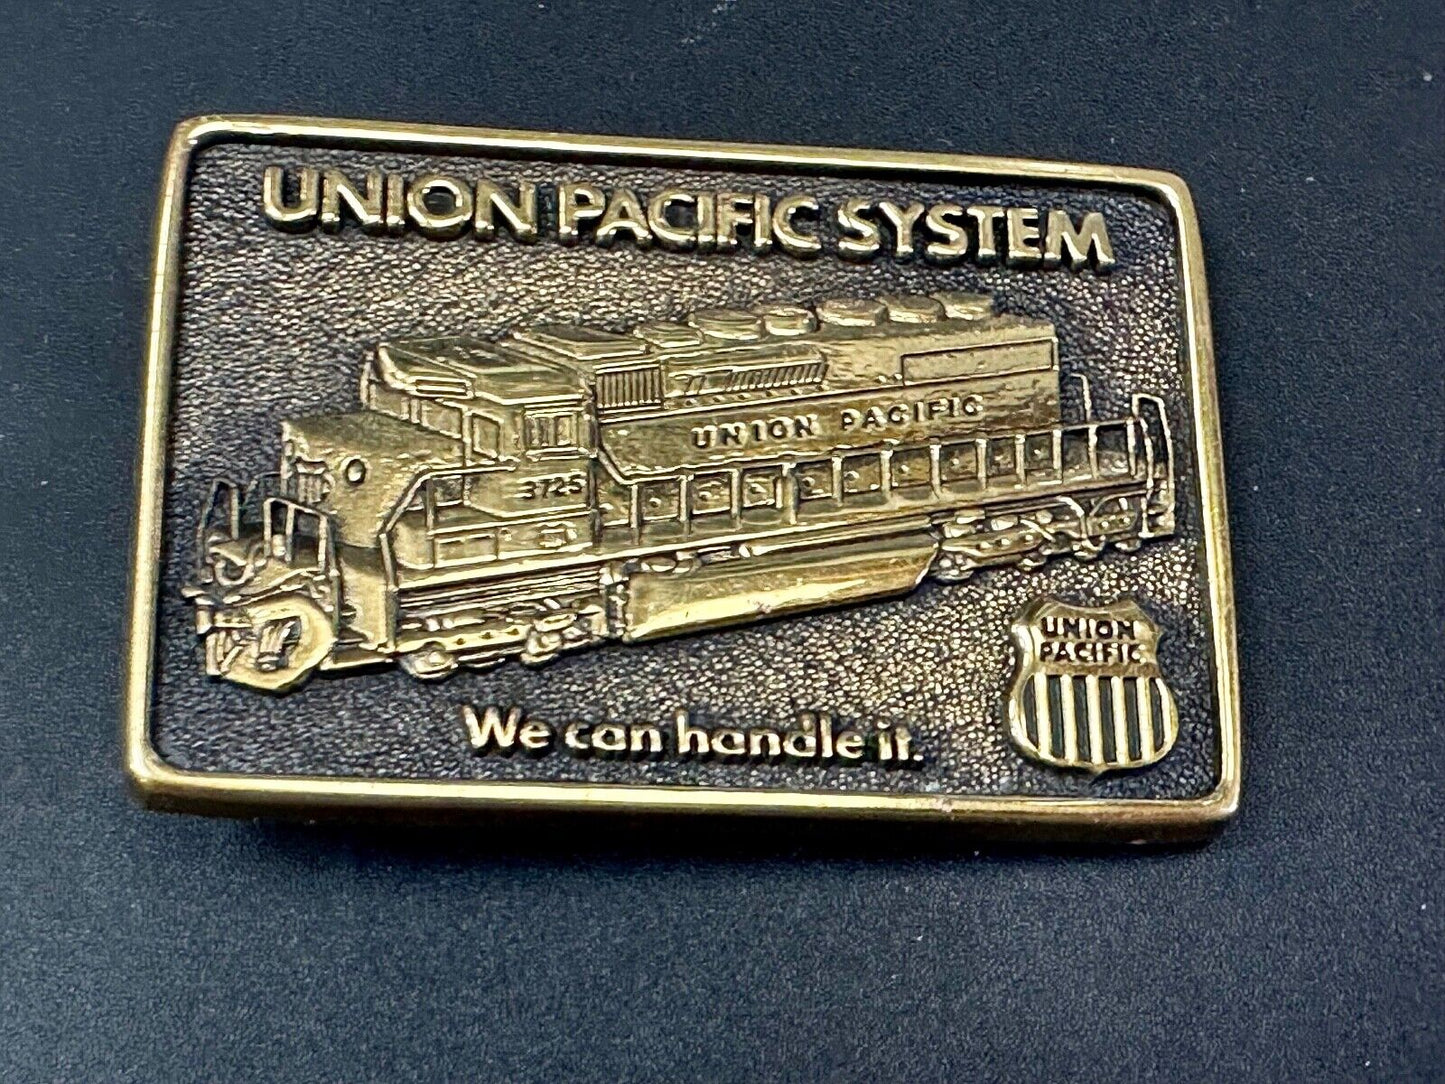 UNION PACIFIC SYSTEM
UNION PACIFIC
3725
UNION
PACIFIC
We can handle it.